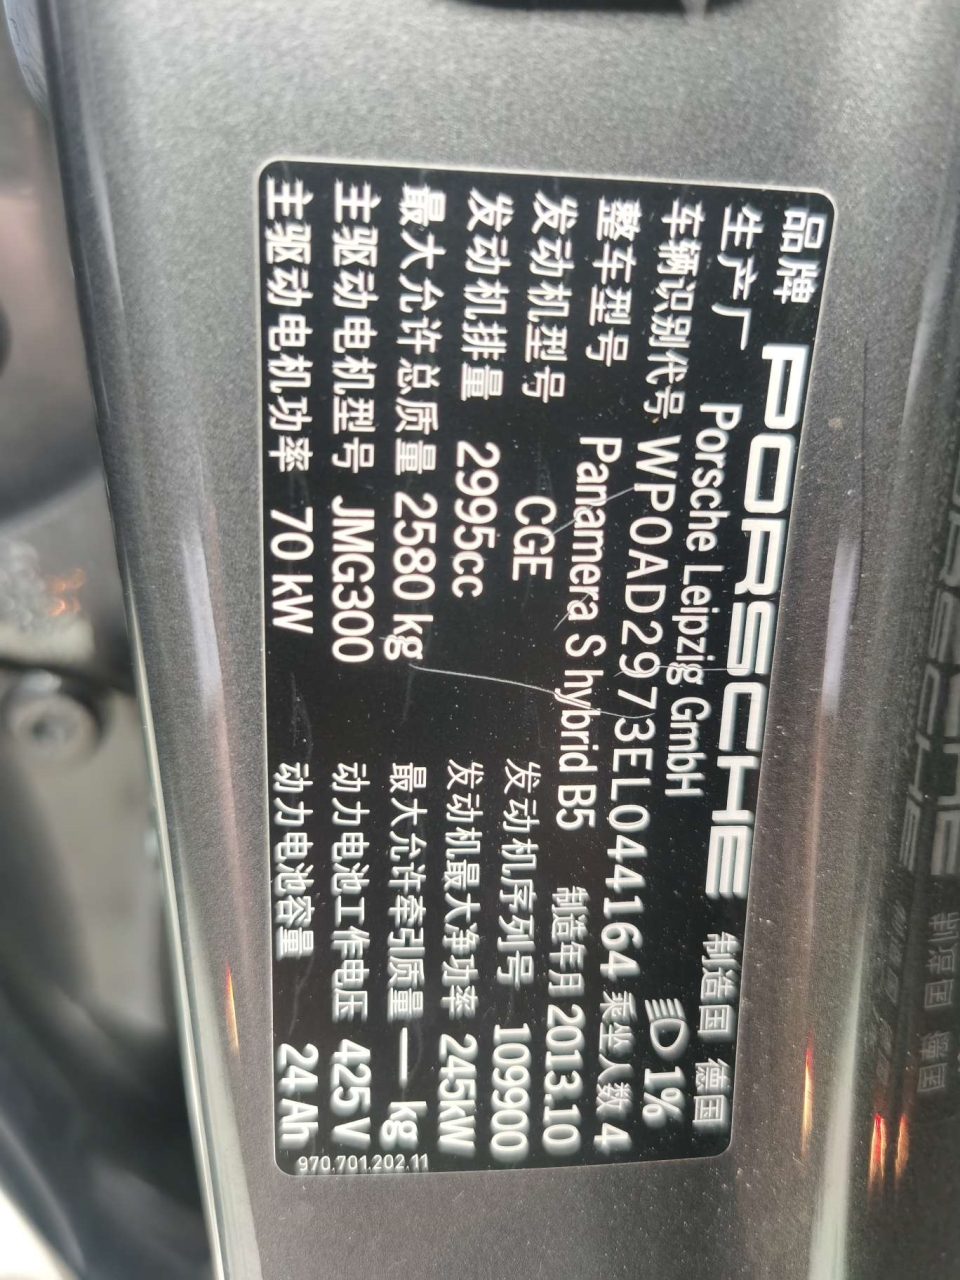 品牌 PORSCHE 制造国 德国
生产厂 Porsche Leipzig GmbH 1%
车辆识别代号 WP0AD2973EL044164 乘坐人数 4
整车型号 Panamera S hybrid B5 制造年月 2013.10
发动机型号 CGE 发动机序列号 109900
发动机排量 2995cc 发动机最大净功率 245kW
最大允许总质量 2580 kg 最大允许牵引质量 — kg
主驱动电机型号 JMG300 动力电池工作电压 425 V
主驱动电机功率 70 kW 动力电池容量 24 Ah
970.701.202.11